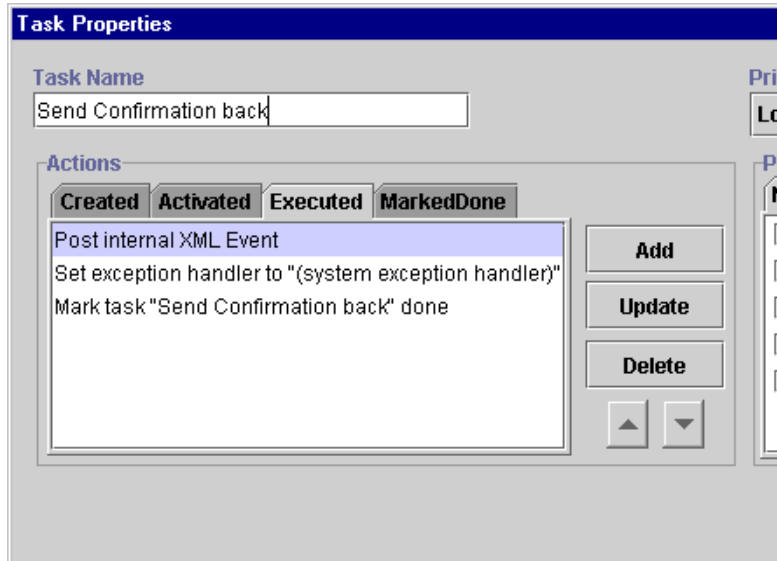 Task Properties
Task Name
Send Confirmation back
Actions
Created Activated Executed MarkedDone
Post internal XML Event
Set exception handler to "(system exception handler)"
Mark task "Send Confirmation back" done
Add
Update
Delete